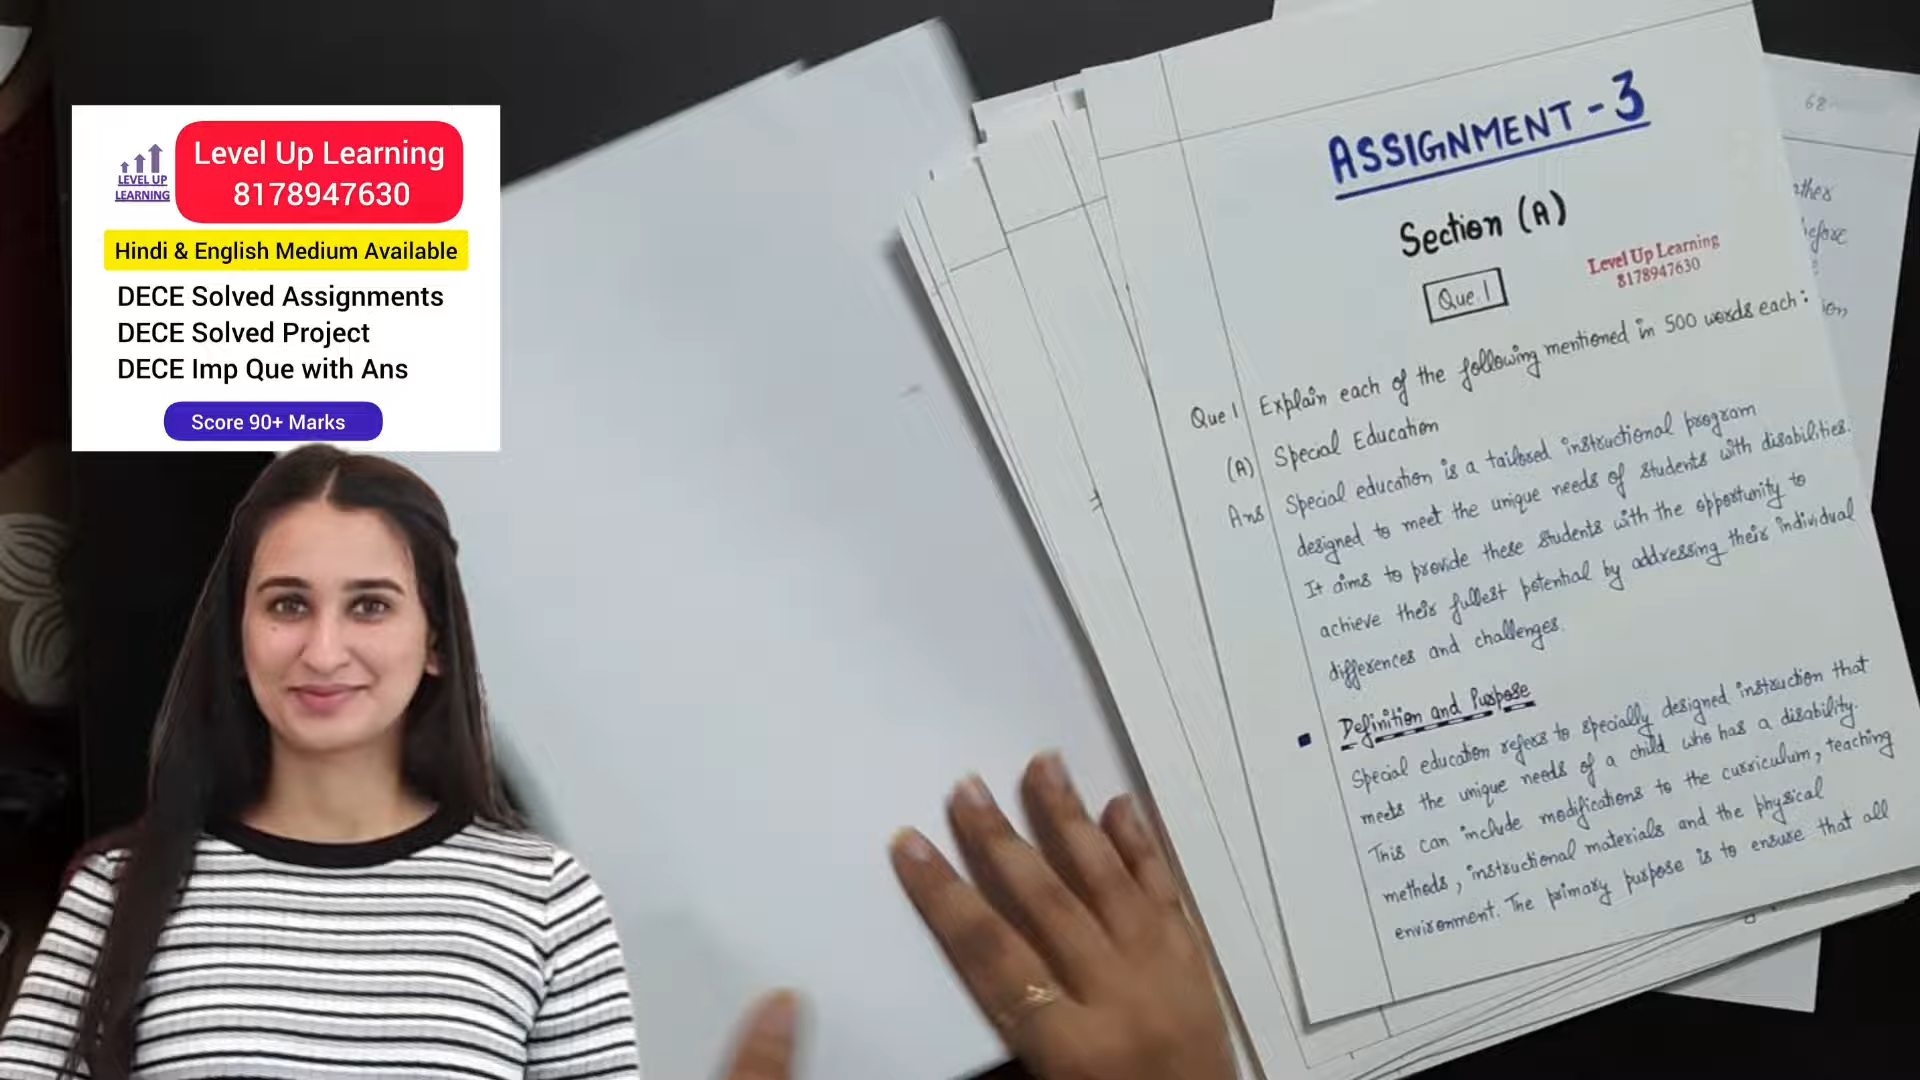 LEVEL UP
LEARNING
Level Up Learning
8178947630
Hindi & English Medium Available
DECE Solved Assignments
DECE Solved Project
DECE Imp Que with Ans
Score 90+ Marks
ASSIGNMENT - 3
Section (A)
Level Up Learning
8178947630
Que. 1
Que 1 Explain each of the following mentioned in 500 words each :
(A) Special Education
Ans Special education is a tailored instructional program
designed to meet the unique needs of students with disabilities.
It aims to provide these students with the opportunity to
achieve their fullest potential by addressing their individual
differences and challenges.
Definition and Purpose
Special education refers to specially designed instruction that
meets the unique needs of a child who has a disability.
This can include modifications to the curriculum, teaching
methods, instructional materials and the physical
environment. The primary purpose is to ensure that all